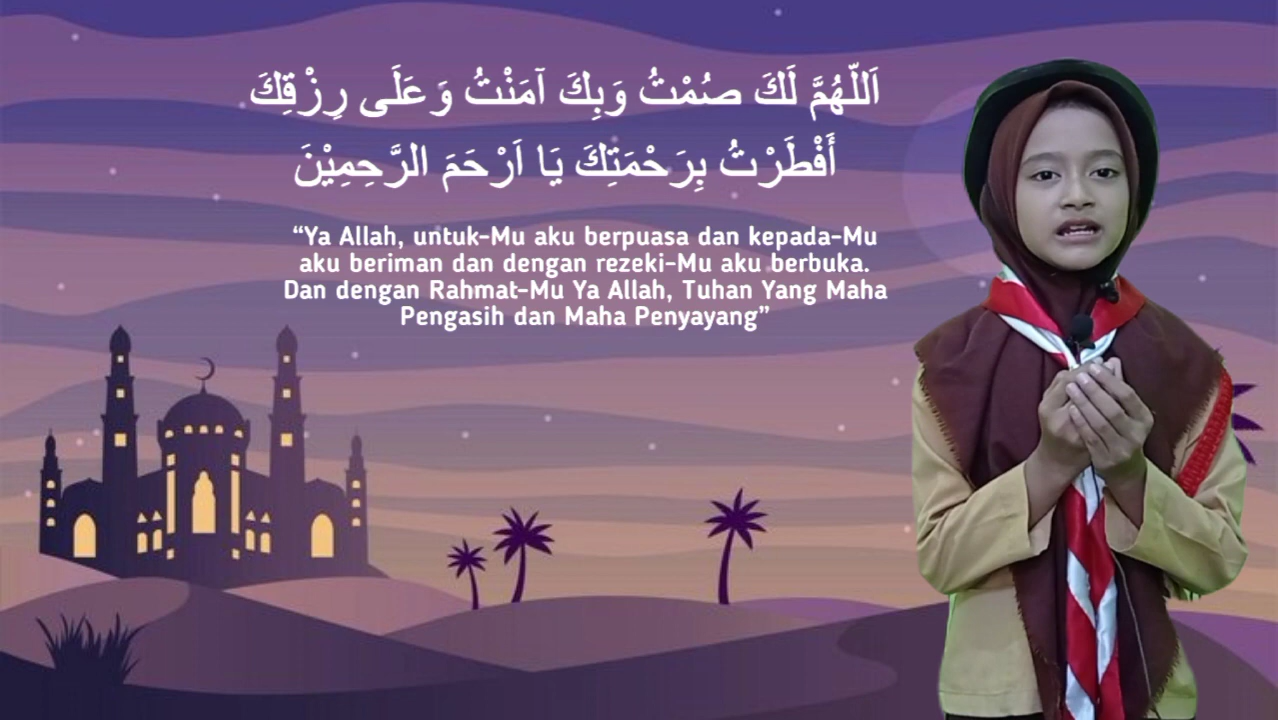 اَللّٰهُمَّ لَكَ صُمْتُ وَبِكَ آمَنْتُ وَعَلَى رِزْقِكَ
أَفْطَرْتُ بِرَحْمَتِكَ يَا اَرْحَمَ الرَّحِمِيْنَ
“Ya Allah, untuk-Mu aku berpuasa dan kepada-Mu
aku beriman dan dengan rezeki-Mu aku berbuka.
Dan dengan Rahmat-Mu Ya Allah, Tuhan Yang Maha
Pengasih dan Maha Penyayang”